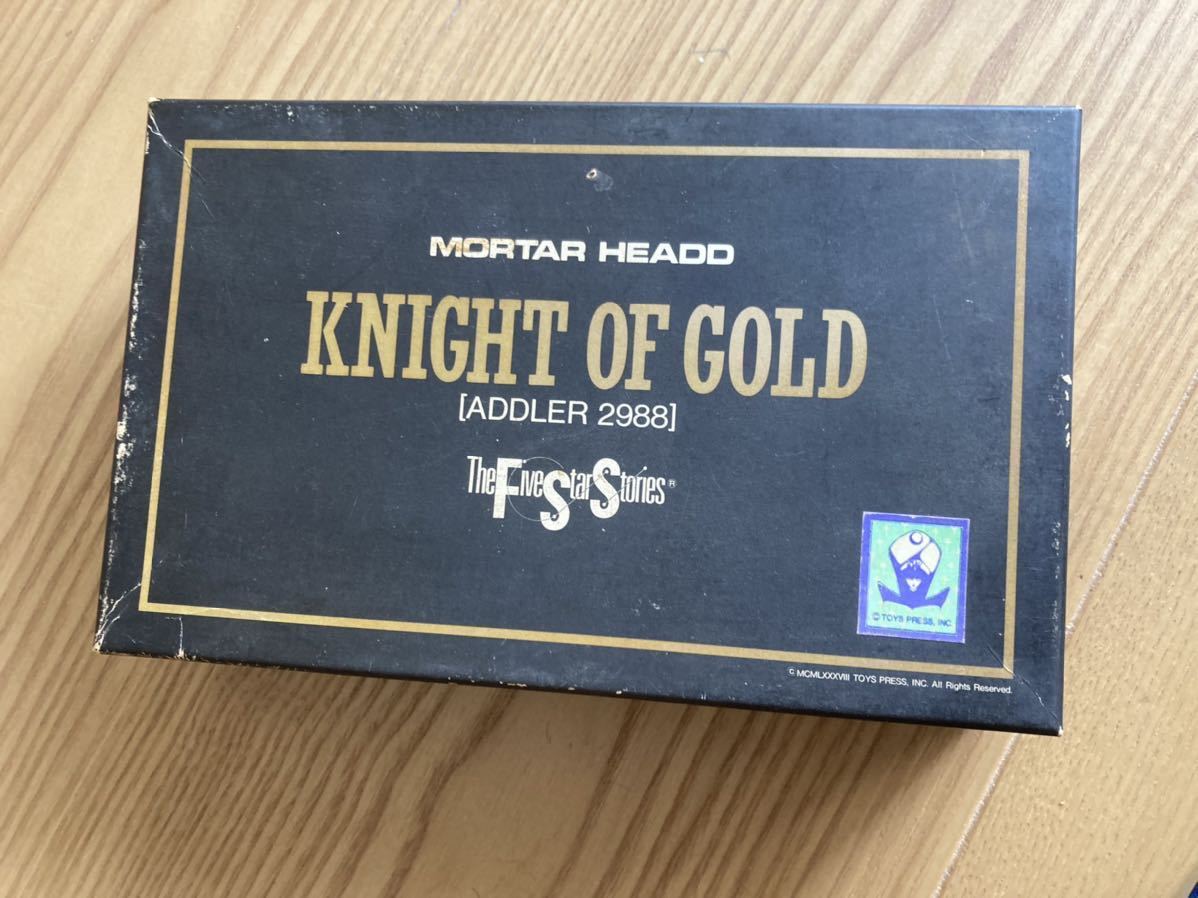 MORTAR HEADD
KNIGHT OF GOLD
[ADDLER 2988]
The Five Star Stories®
© TOYS PRESS, INC.
© MCMLXXXVIII TOYS PRESS, INC. All Rights Reserved.